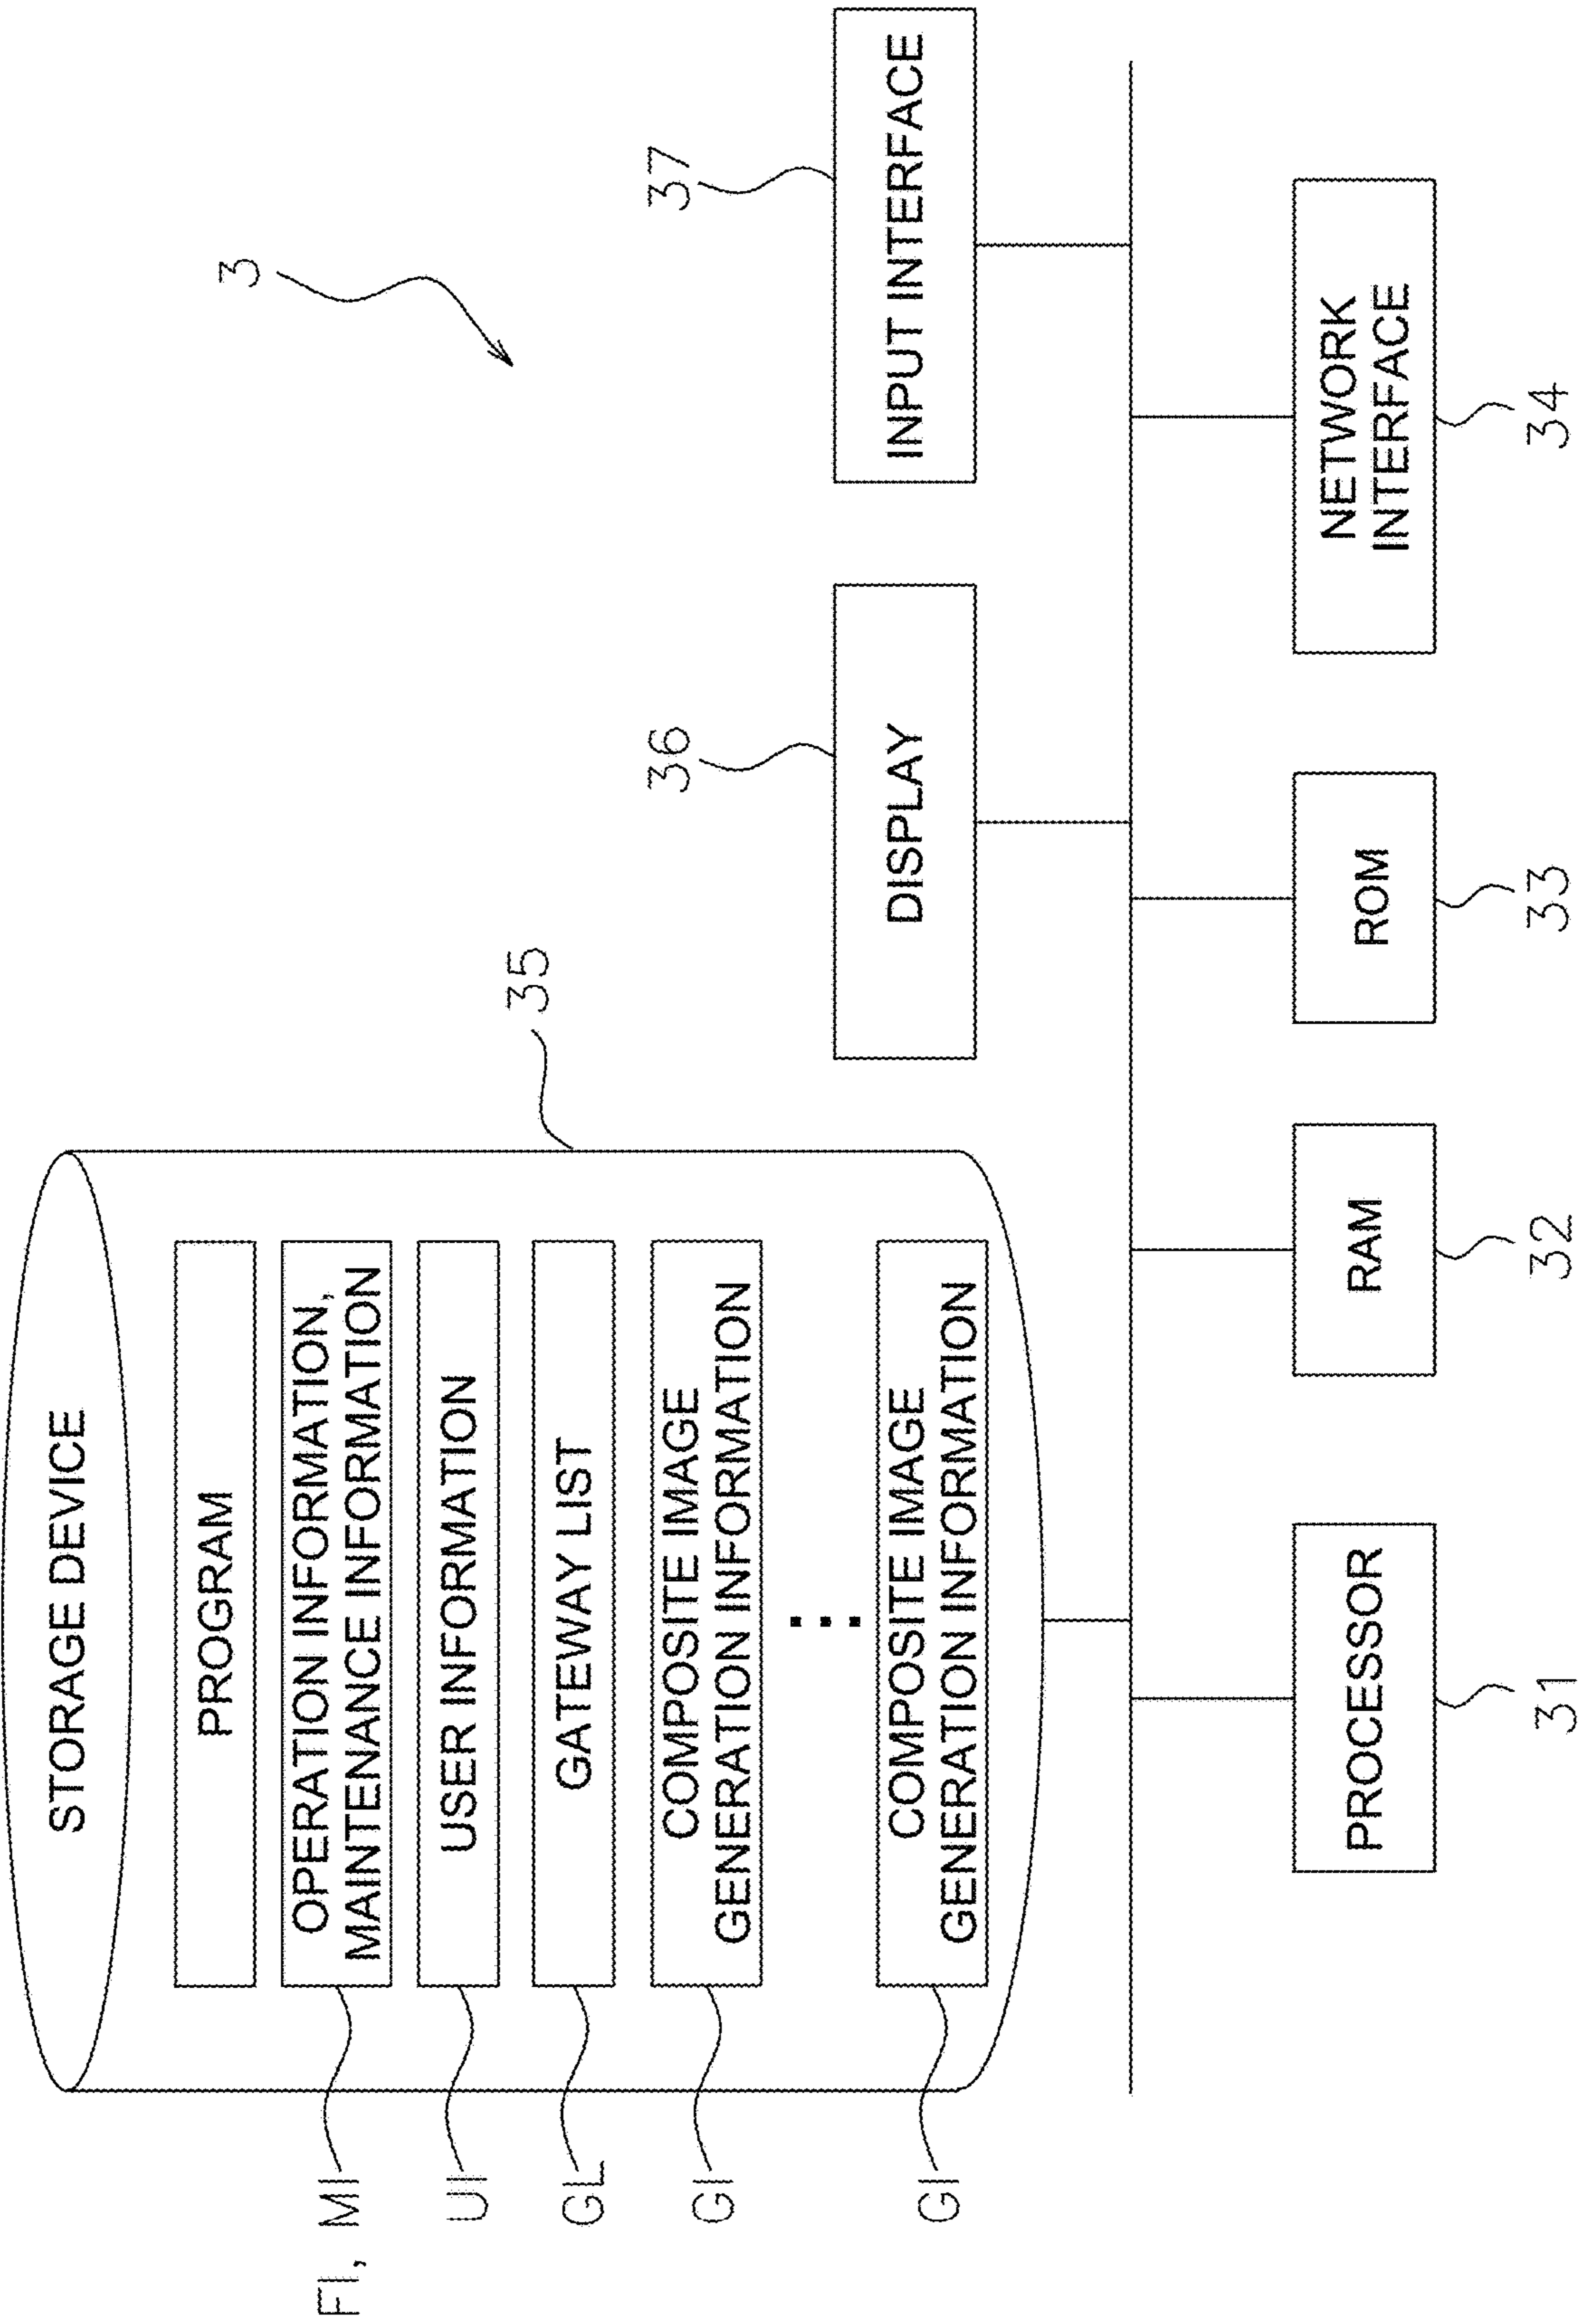 3
STORAGE DEVICE
35
PROGRAM
FI, MI
OPERATION INFORMATION,
MAINTENANCE INFORMATION
UI
USER INFORMATION
GL
GATEWAY LIST
GI
COMPOSITE IMAGE
GENERATION INFORMATION
GI
COMPOSITE IMAGE
GENERATION INFORMATION
36
DISPLAY
37
INPUT INTERFACE
PROCESSOR
31
RAM
32
ROM
33
NETWORK
INTERFACE
34